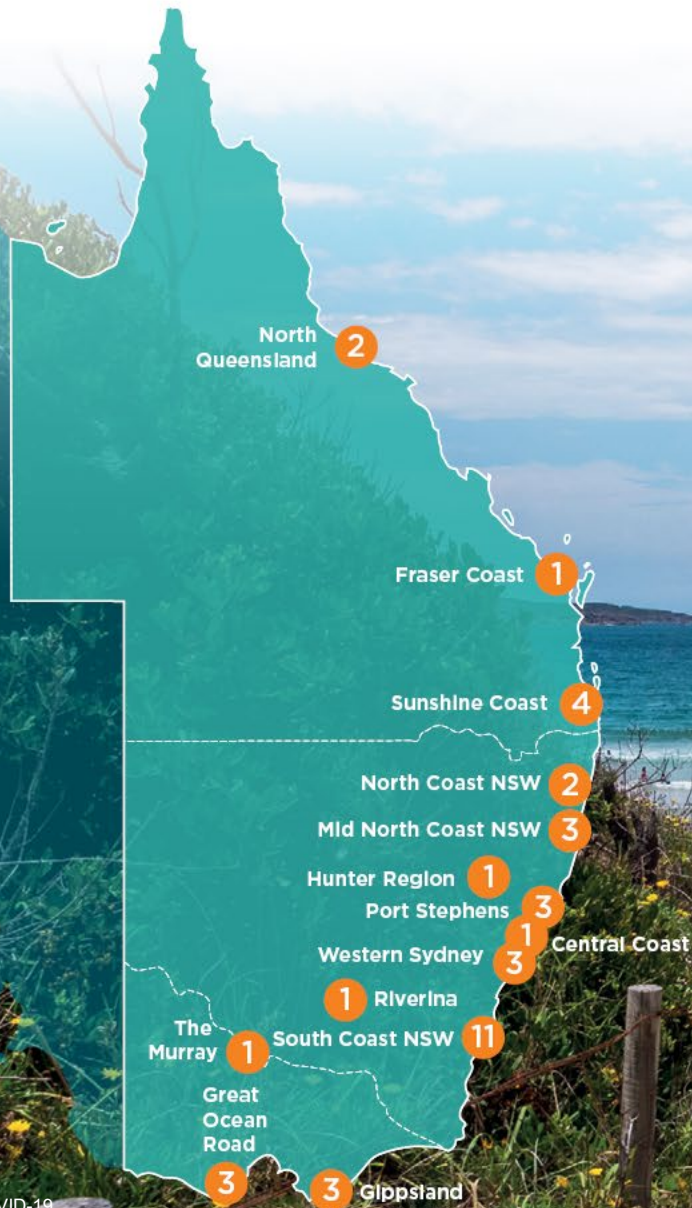 North
Queensland
2
Fraser Coast 1
Sunshine Coast 4
North Coast NSW 2
Mid North Coast NSW 3
Hunter Region 1
Port Stephens 3
1 Central Coast
Western Sydney 3
1 Riverina
The
Murray 1
South Coast NSW 11
Great
Ocean
Road
3
3 Gippsland
VID-19